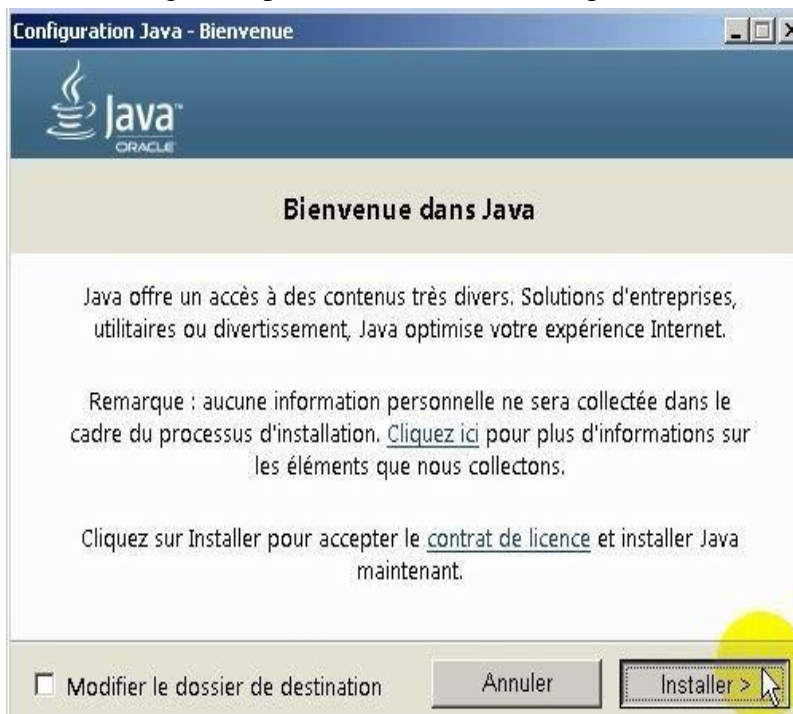 Configuration Java - Bienvenue
Java™
ORACLE
Bienvenue dans Java
Java offre un accès à des contenus très divers. Solutions d'entreprises,
utilitaires ou divertissement, Java optimise votre expérience Internet.
Remarque : aucune information personnelle ne sera collectée dans le
cadre du processus d'installation. Cliquez ici pour plus d'informations sur
les éléments que nous collectons.
Cliquez sur Installer pour accepter le contrat de licence et installer Java
maintenant.
Modifier le dossier de destination
Annuler
Installer >